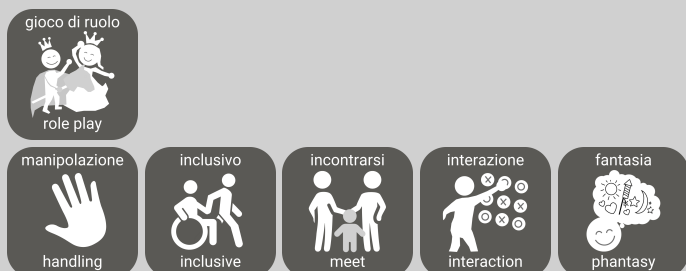 gioco di ruolo
role play
manipolazione
handling
inclusivo
inclusive
incontrarsi
meet
interazione
interaction
fantasia
phantasy